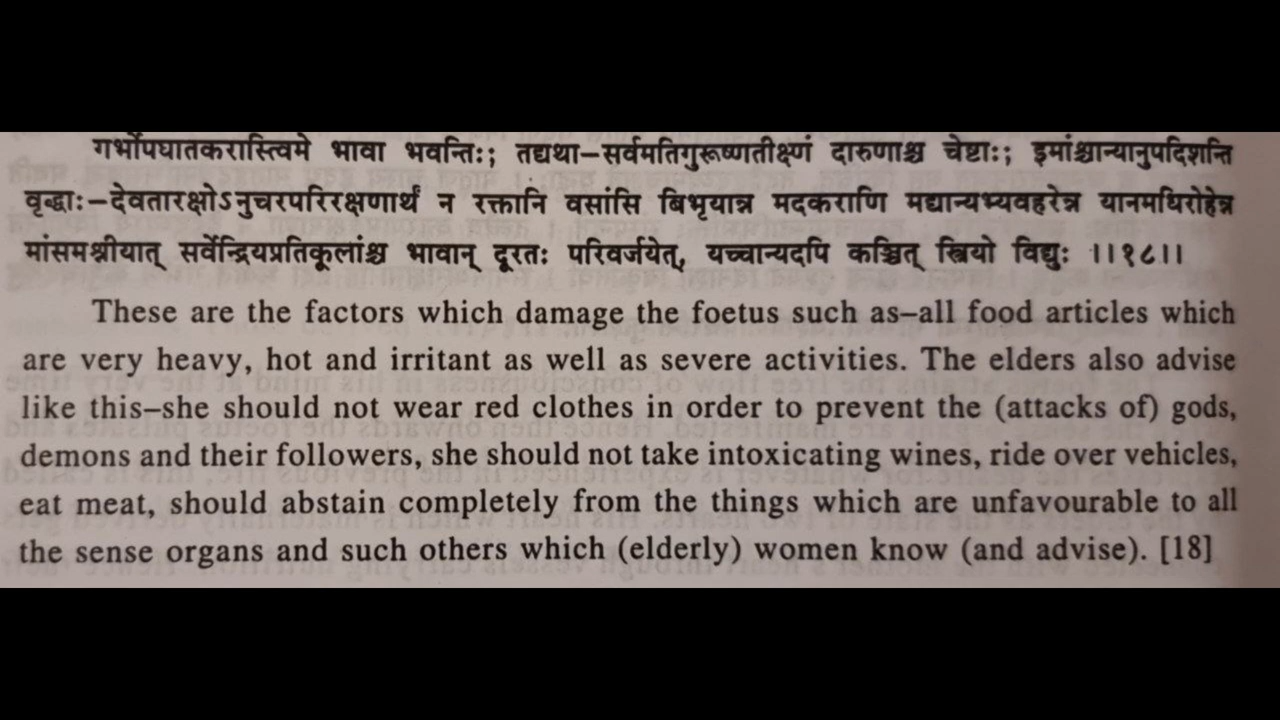 गर्भोपघातकरास्त्विमे भावा भवन्तिः; तद्यथा–सर्वमतिगुरूष्णतीक्ष्णं दारुणाश्च चेष्टाः; इमांश्चान्यानुपदिशन्ति
वृद्धाः–देवतारक्षोऽनुचरपरिरक्षणार्थं न रक्तानि वसांसि बिभृयान्न मदकराणि मद्यान्यभ्यवहरेन्न यानमधिरोहेन्न
मांसमश्नीयात् सर्वेन्द्रियप्रतिकूलांश्च भावान् दूरतः परिवर्जयेत्, यच्चान्यदपि कञ्चित् स्त्रियो विद्युः ।।१८।।
These are the factors which damage the foetus such as–all food articles which
are very heavy, hot and irritant as well as severe activities. The elders also advise
like this–she should not wear red clothes in order to prevent the (attacks of) gods,
demons and their followers, she should not take intoxicating wines, ride over vehicles,
eat meat, should abstain completely from the things which are unfavourable to all
the sense organs and such others which (elderly) women know (and advise). [18]